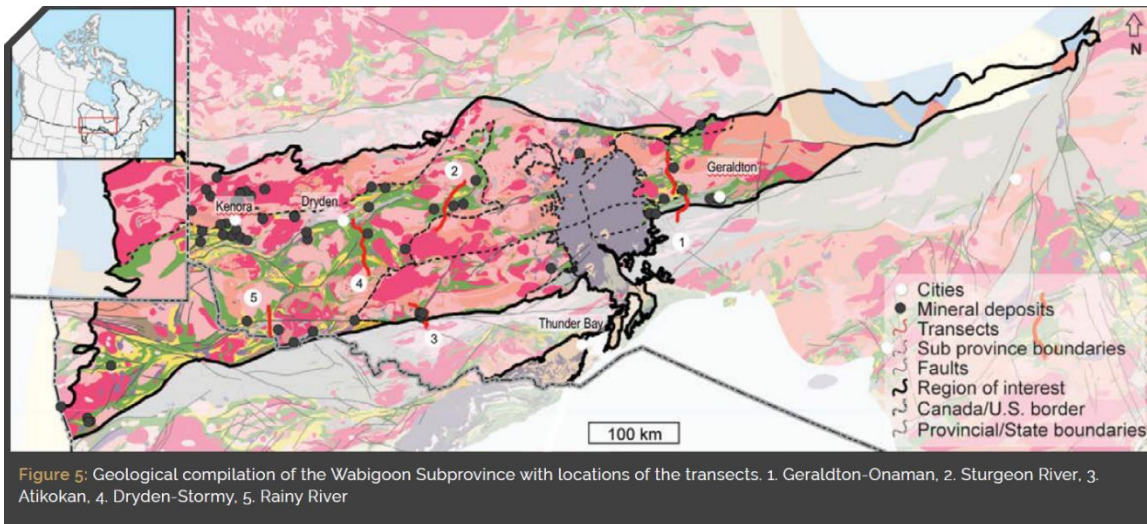 N
Kenora
Dryden
2
Geraldton
1
5
4
3
Thunder Bay
Cities
Mineral deposits
Transects
Sub province boundaries
Faults
Region of interest
Canada/U.S. border
Provincial/State boundaries
100 km
Figure 5: Geological compilation of the Wabigoon Subprovince with locations of the transects. 1. Geraldton-Onaman, 2. Sturgeon River, 3.
Atikokan, 4. Dryden-Stormy, 5. Rainy River